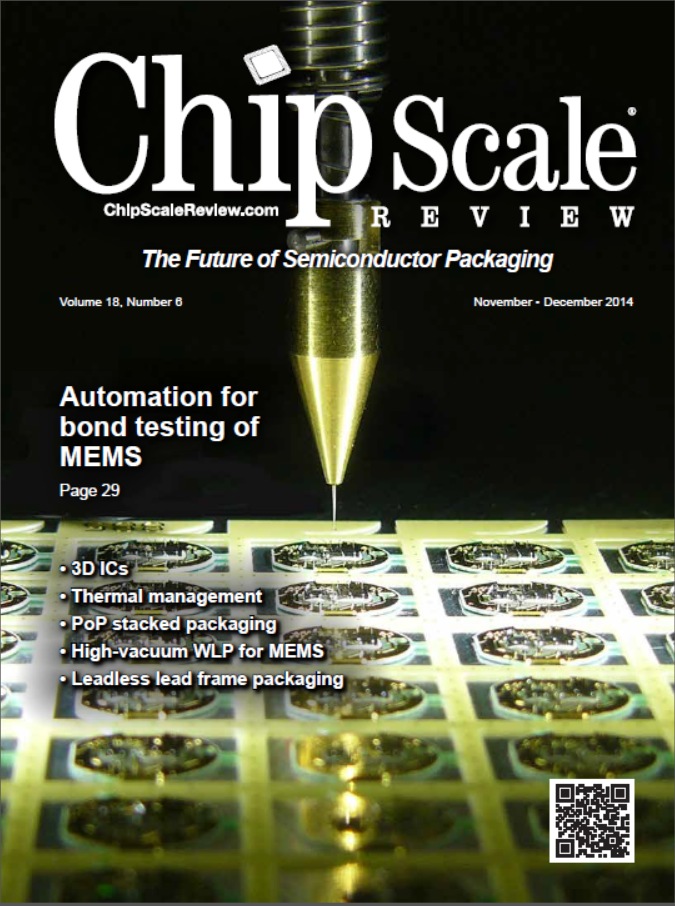 Chip Scale®
ChipScaleReview.com
REVIEW
The Future of Semiconductor Packaging
Volume 18, Number 6
November - December 2014
Automation for
bond testing of
MEMS
Page 29
• 3D ICs
• Thermal management
• PoP stacked packaging
• High-vacuum WLP for MEMS
• Leadless lead frame packaging